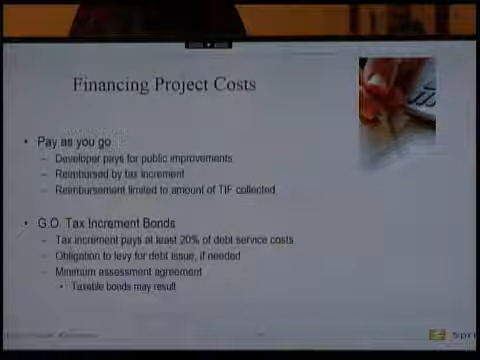 Financing Project Costs
• Pay as you go
– Developer pays for public improvements
– Reimbursed by tax increment
– Reimbursement limited to amount of TIF collected
• G.O. Tax Increment Bonds
– Tax increment pays at least 20% of debt service costs
– Obligation to levy for debt issue, if needed
– Minimum assessment agreement
• Taxable bonds may result
Spri